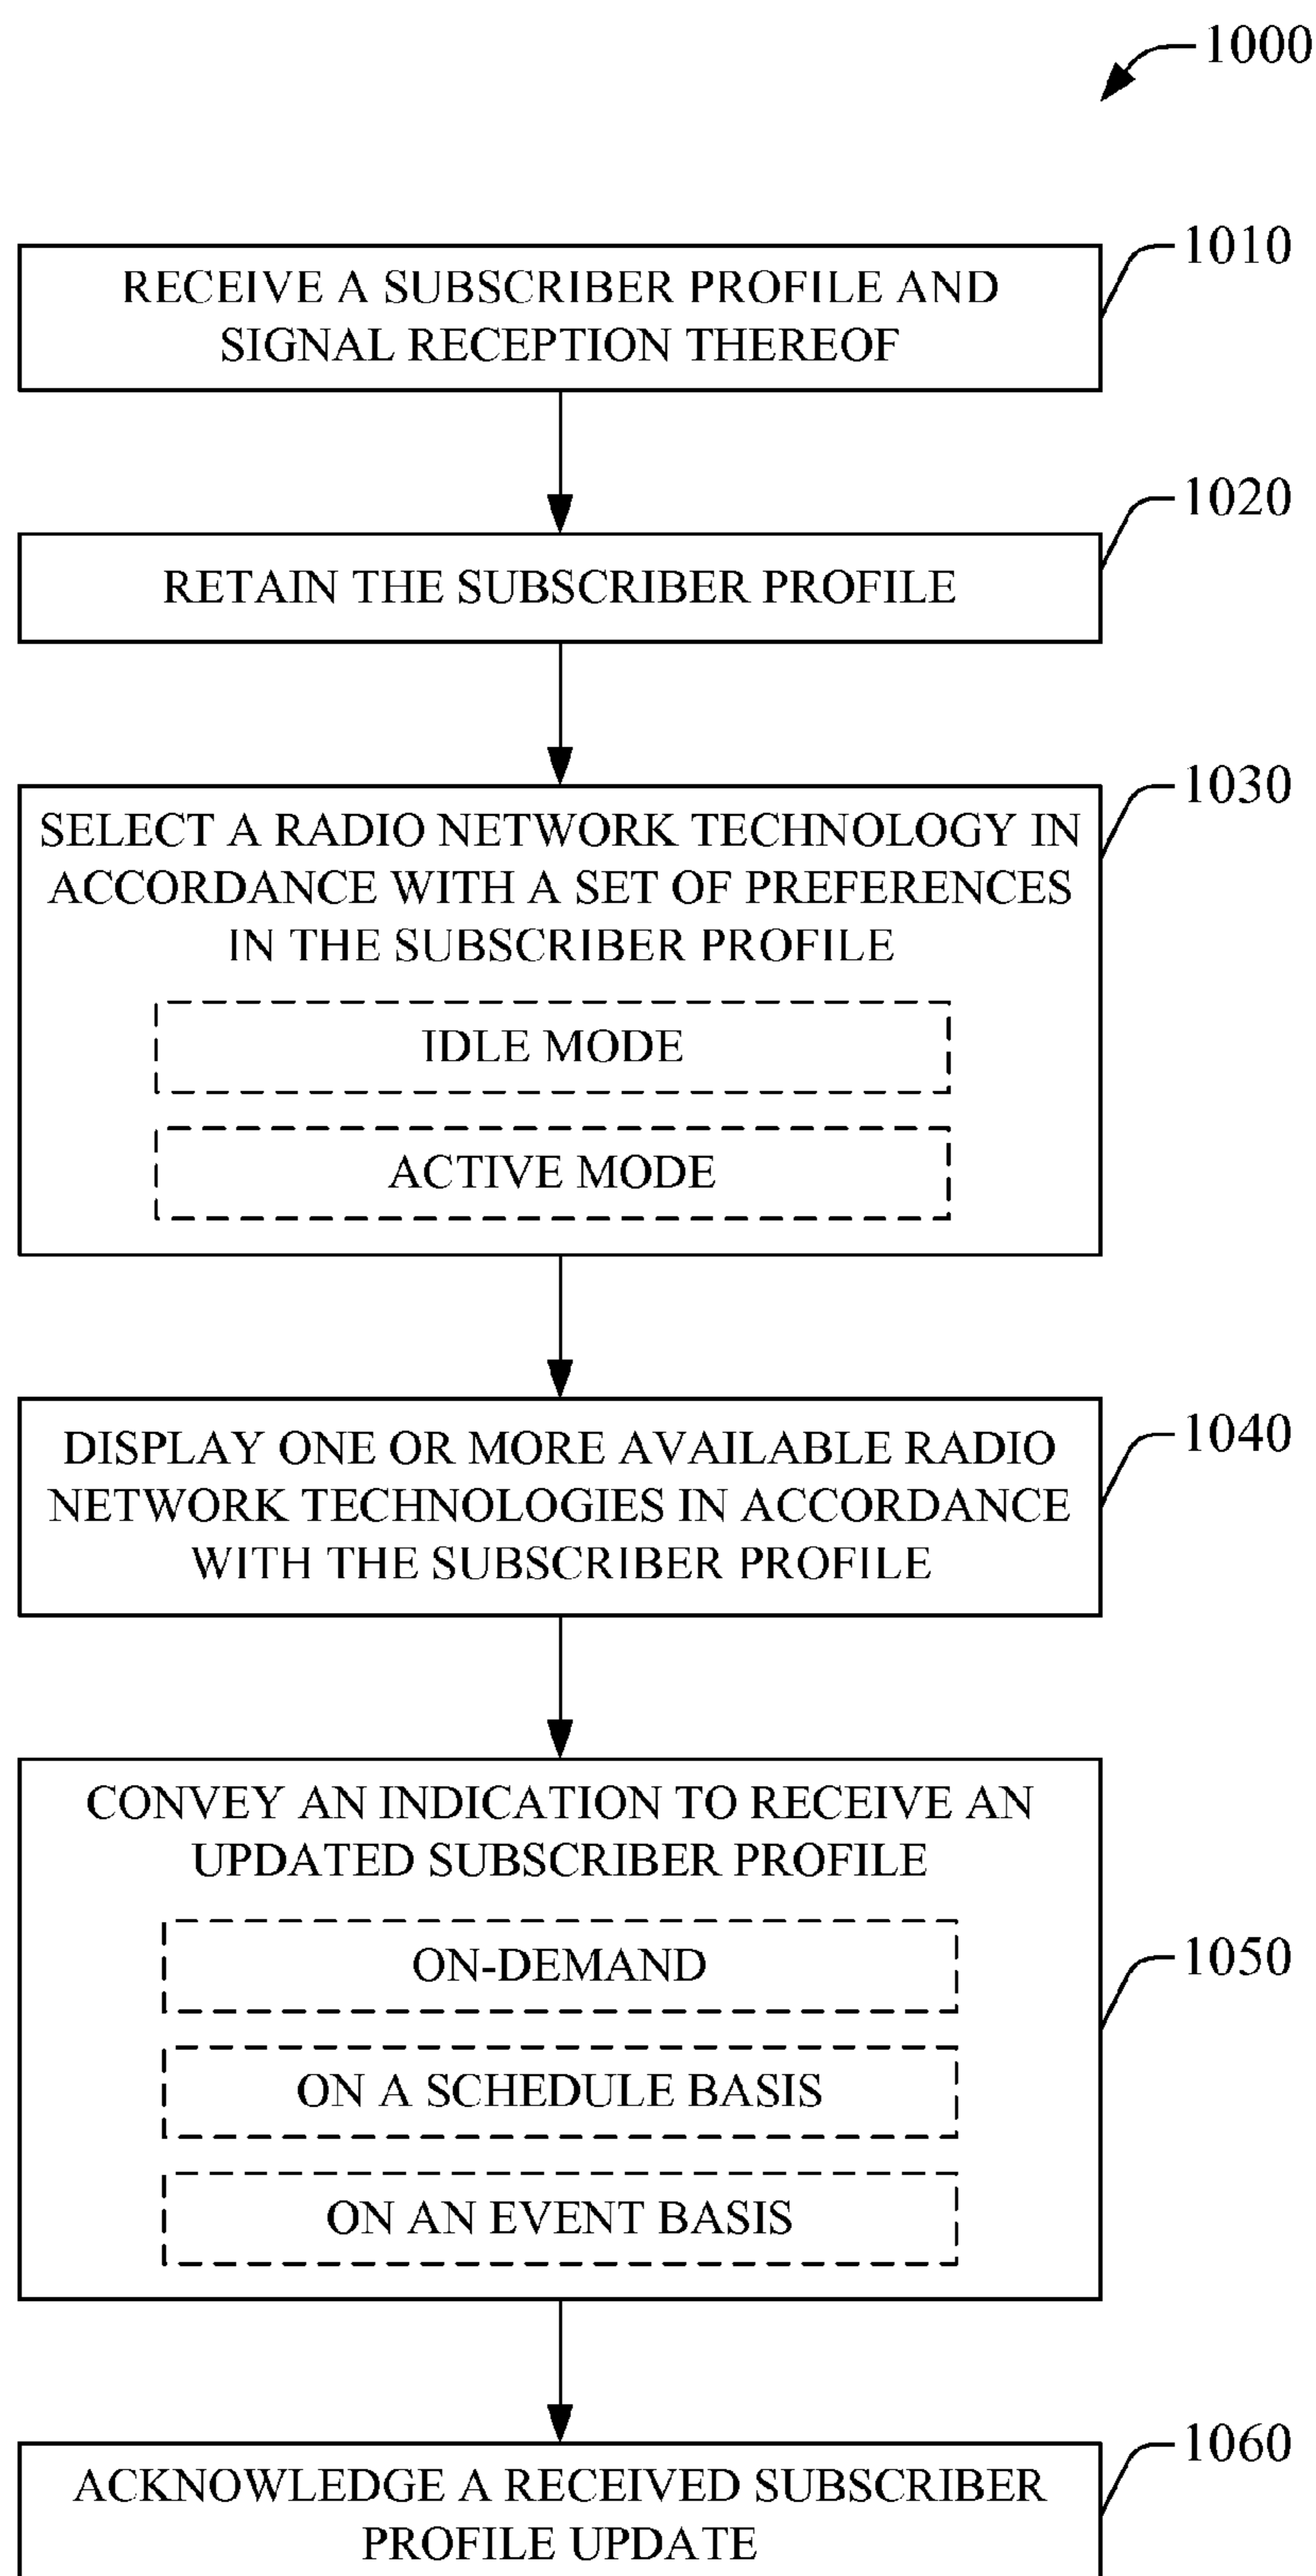 1000
1010
RECEIVE A SUBSCRIBER PROFILE AND
SIGNAL RECEPTION THEREOF
1020
RETAIN THE SUBSCRIBER PROFILE
1030
SELECT A RADIO NETWORK TECHNOLOGY IN
ACCORDANCE WITH A SET OF PREFERENCES
IN THE SUBSCRIBER PROFILE
IDLE MODE
ACTIVE MODE
1040
DISPLAY ONE OR MORE AVAILABLE RADIO
NETWORK TECHNOLOGIES IN ACCORDANCE
WITH THE SUBSCRIBER PROFILE
CONVEY AN INDICATION TO RECEIVE AN
UPDATED SUBSCRIBER PROFILE
1050
ON-DEMAND
ON A SCHEDULE BASIS
ON AN EVENT BASIS
1060
ACKNOWLEDGE A RECEIVED SUBSCRIBER
PROFILE UPDATE